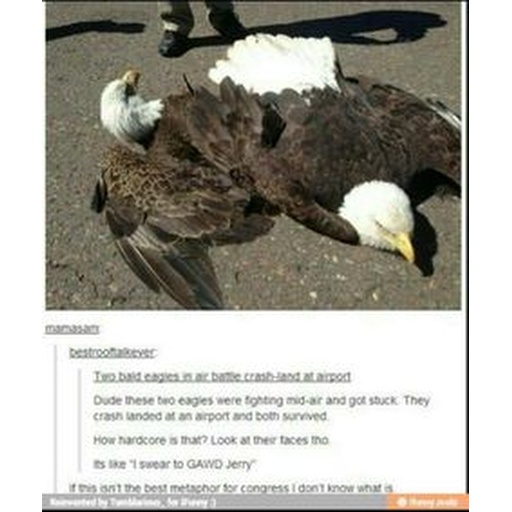 mamasam:
bestrooftalkever:
Two bald eagles in air battle crash-land at airport
Dude these two eagles were fighting mid-air and got stuck. They
crash landed at an airport and both survived.
How hardcore is that? Look at their faces tho.
Its like "I swear to GAWD Jerry"
If this isn't the best metaphor for congress I don't know what is.
Reinvented by Tumblarimo_ for iFunny :)
ifunny.mobi